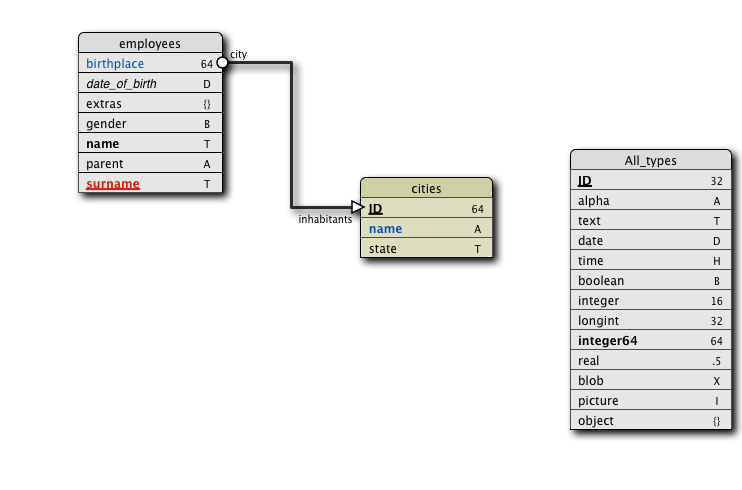 employees
birthplace 64
date_of_birth D
extras {}
gender B
name T
parent A
surname T
city
inhabitants
cities
ID 64
name A
state T
All_types
ID 32
alpha A
text T
date D
time H
boolean B
integer 16
longint 32
integer64 64
real .5
blob X
picture I
object {}